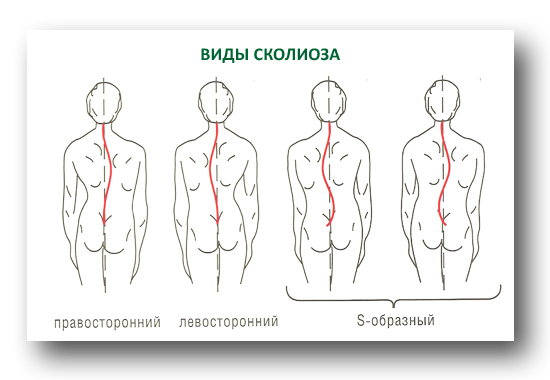 ВИДЫ СКОЛИОЗА
правосторонний левосторонний S-образный